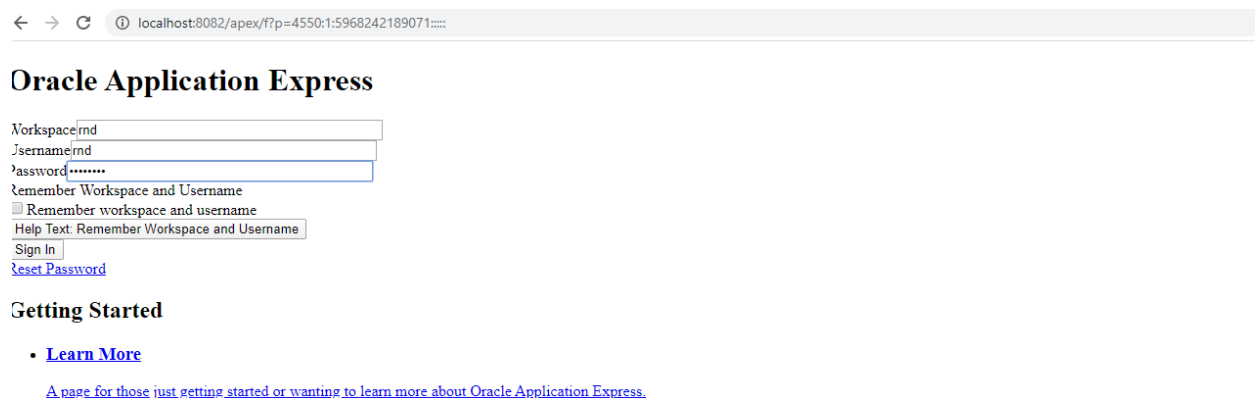 localhost:8082/apex/f?p=4550:1:5968242189071:::::
Oracle Application Express
Workspace rnd
Username rnd
Password ••••••••
Remember Workspace and Username
Remember workspace and username
Help Text: Remember Workspace and Username
Sign In
Reset Password
Getting Started
• Learn More
A page for those just getting started or wanting to learn more about Oracle Application Express.